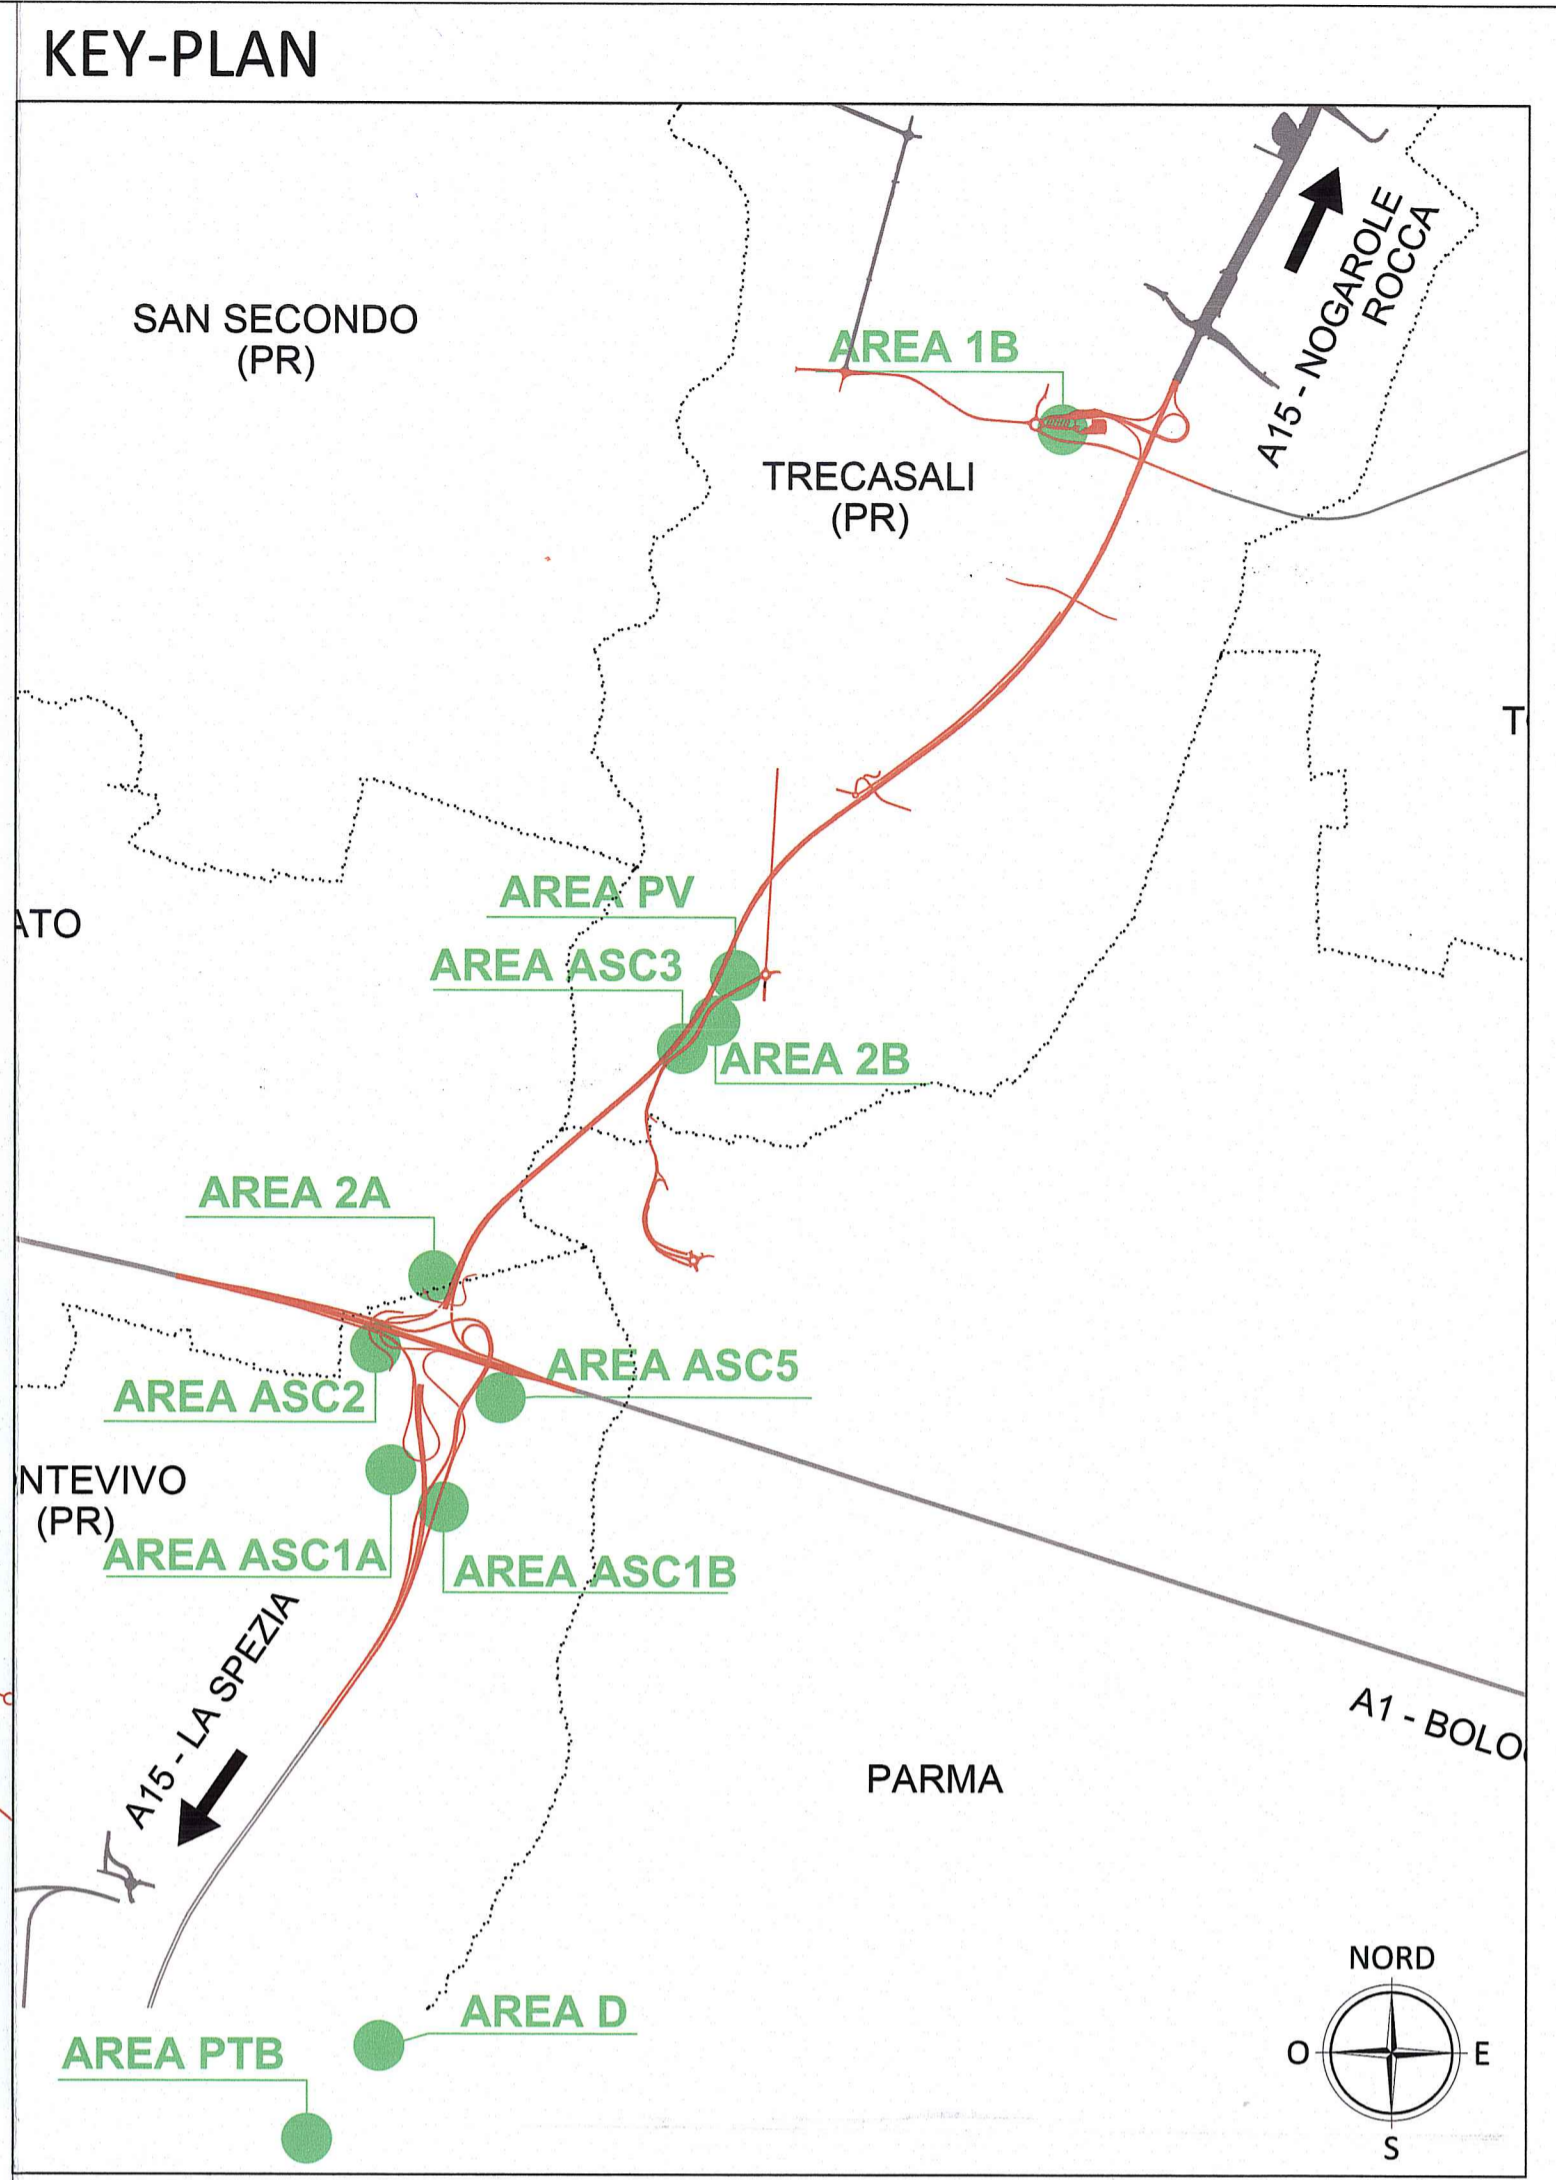 KEY-PLAN
A15 - NOGAROLE
ROCCA
SAN SECONDO
(PR)
AREA 1B
TRECASALI
(PR)
T
AREA PV
ATO
AREA ASC3
AREA 2B
AREA 2A
AREA ASC5
AREA ASC2
NTEVIVO
(PR)
AREA ASC1A
AREA ASC1B
A15 - LA SPEZIA
A1 - BOLO
PARMA
NORD
O
E
S
AREA D
AREA PTB